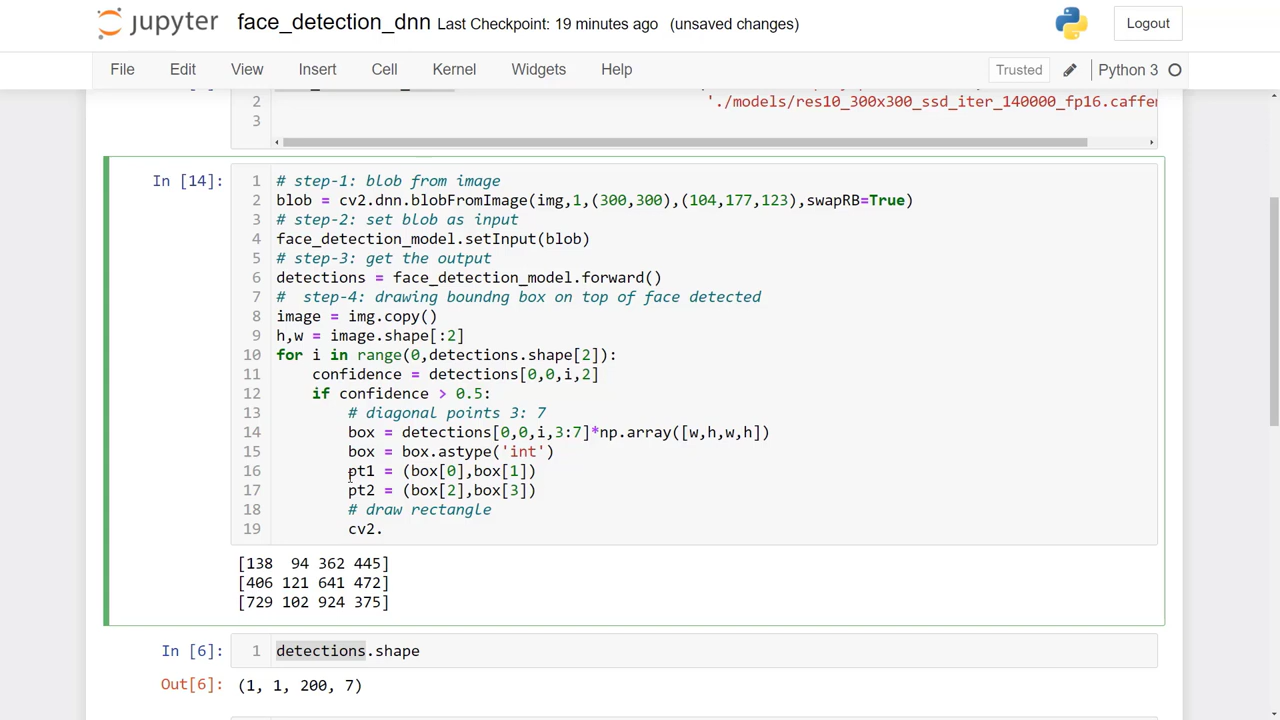 jupyter face_detection_dnn Last Checkpoint: 19 minutes ago (unsaved changes) Logout
File Edit View Insert Cell Kernel Widgets Help Trusted Python 3
2 './models/res10_300x300_ssd_iter_140000_fp16.caffem
3
In [14]: 1 # step-1: blob from image
2 blob = cv2.dnn.blobFromImage(img,1,(300,300),(104,177,123),swapRB=True)
3 # step-2: set blob as input
4 face_detection_model.setInput(blob)
5 # step-3: get the output
6 detections = face_detection_model.forward()
7 #  step-4: drawing boundng box on top of face detected
8 image = img.copy()
9 h,w = image.shape[:2]
10 for i in range(0,detections.shape[2]):
11     confidence = detections[0,0,i,2]
12     if confidence > 0.5:
13         # diagonal points 3: 7
14         box = detections[0,0,i,3:7]*np.array([w,h,w,h])
15         box = box.astype('int')
16         pt1 = (box[0],box[1])
17         pt2 = (box[2],box[3])
18         # draw rectangle
19         cv2.
[138  94 362 445]
[406 121 641 472]
[729 102 924 375]
In [6]: 1 detections.shape
Out[6]: (1, 1, 200, 7)